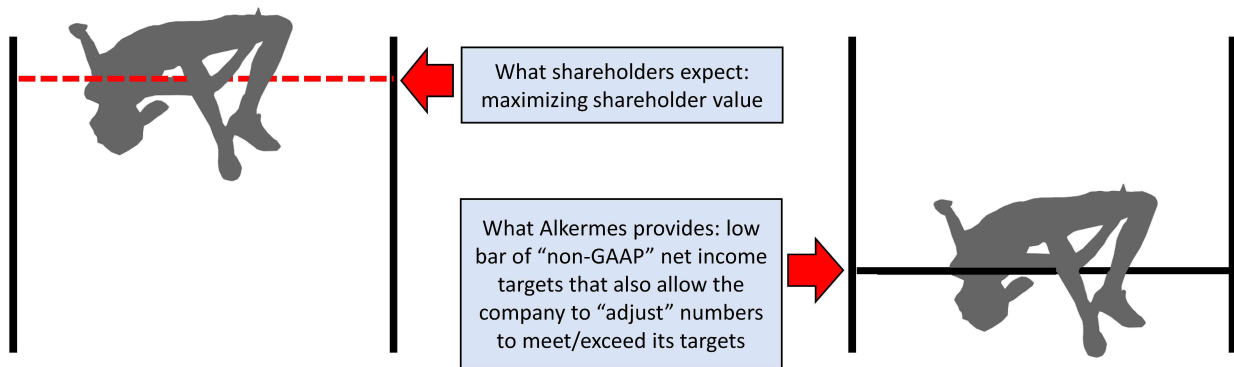 What shareholders expect:
maximizing shareholder value
What Alkermes provides: low
bar of “non-GAAP” net income
targets that also allow the
company to “adjust” numbers
to meet/exceed its targets